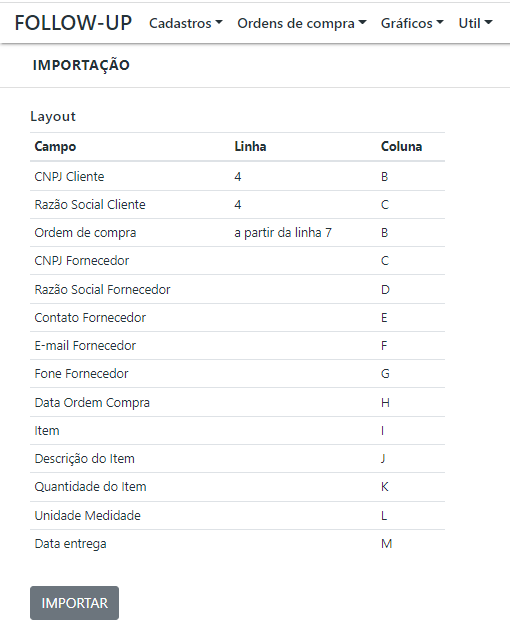 FOLLOW-UP Cadastros Ordens de compra Gráficos Util
IMPORTAÇÃO
Layout
Campo Linha Coluna
CNPJ Cliente 4 B
Razão Social Cliente 4 C
Ordem de compra a partir da linha 7 B
CNPJ Fornecedor C
Razão Social Fornecedor D
Contato Fornecedor E
E-mail Fornecedor F
Fone Fornecedor G
Data Ordem Compra H
Item I
Descrição do Item J
Quantidade do Item K
Unidade Medidade L
Data entrega M
IMPORTAR